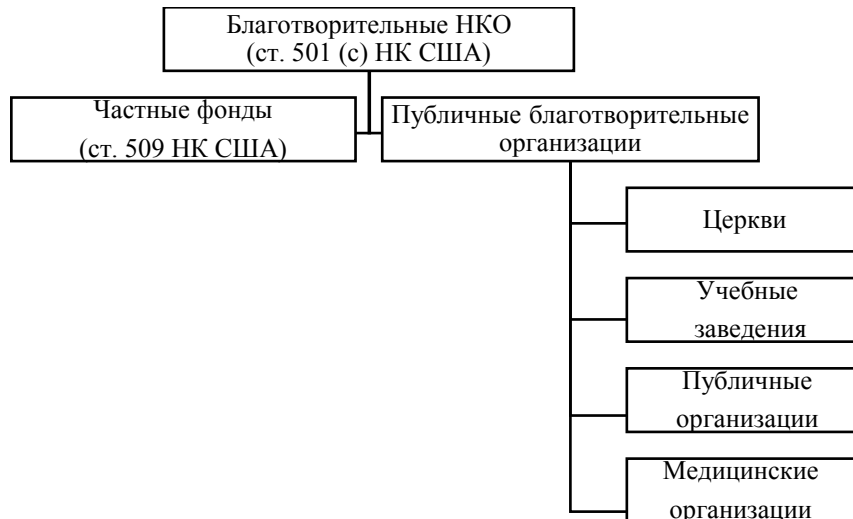 Благотворительные НКО
(ст. 501 (с) НК США)
Частные фонды
(ст. 509 НК США)
Публичные благотворительные
организации
Церкви
Учебные
заведения
Публичные
организации
Медицинские
организации